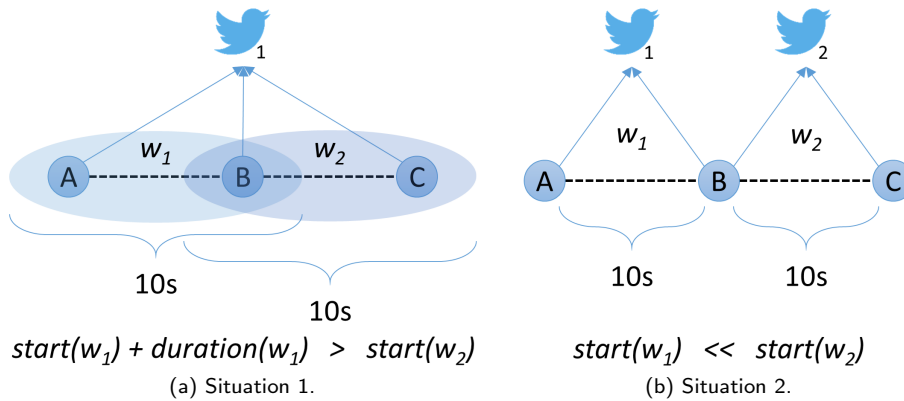 1
w1 w2
A B C
10s
10s
start(w1) + duration(w1) > start(w2)
(a) Situation 1.
1 2
w1 w2
A B C
10s 10s
start(w1) << start(w2)
(b) Situation 2.